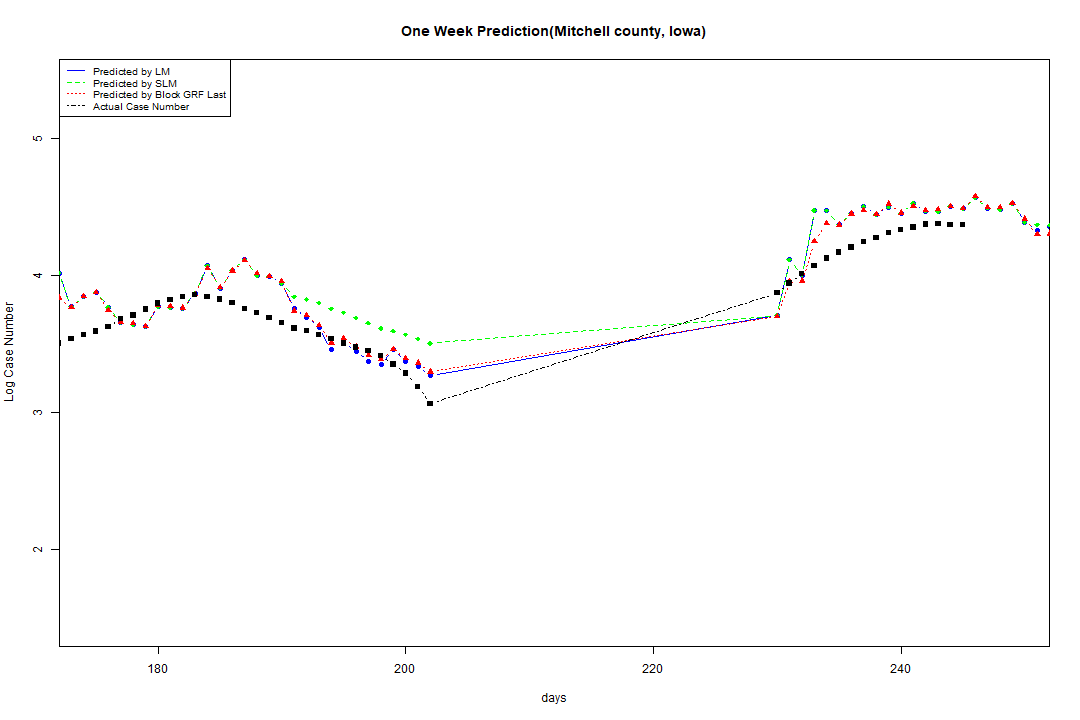 One Week Prediction(Mitchell county, Iowa)
Predicted by LM
Predicted by SLM
Predicted by Block GRF Last
Actual Case Number
5
4
3
2
Log Case Number
180 200 220 240
days